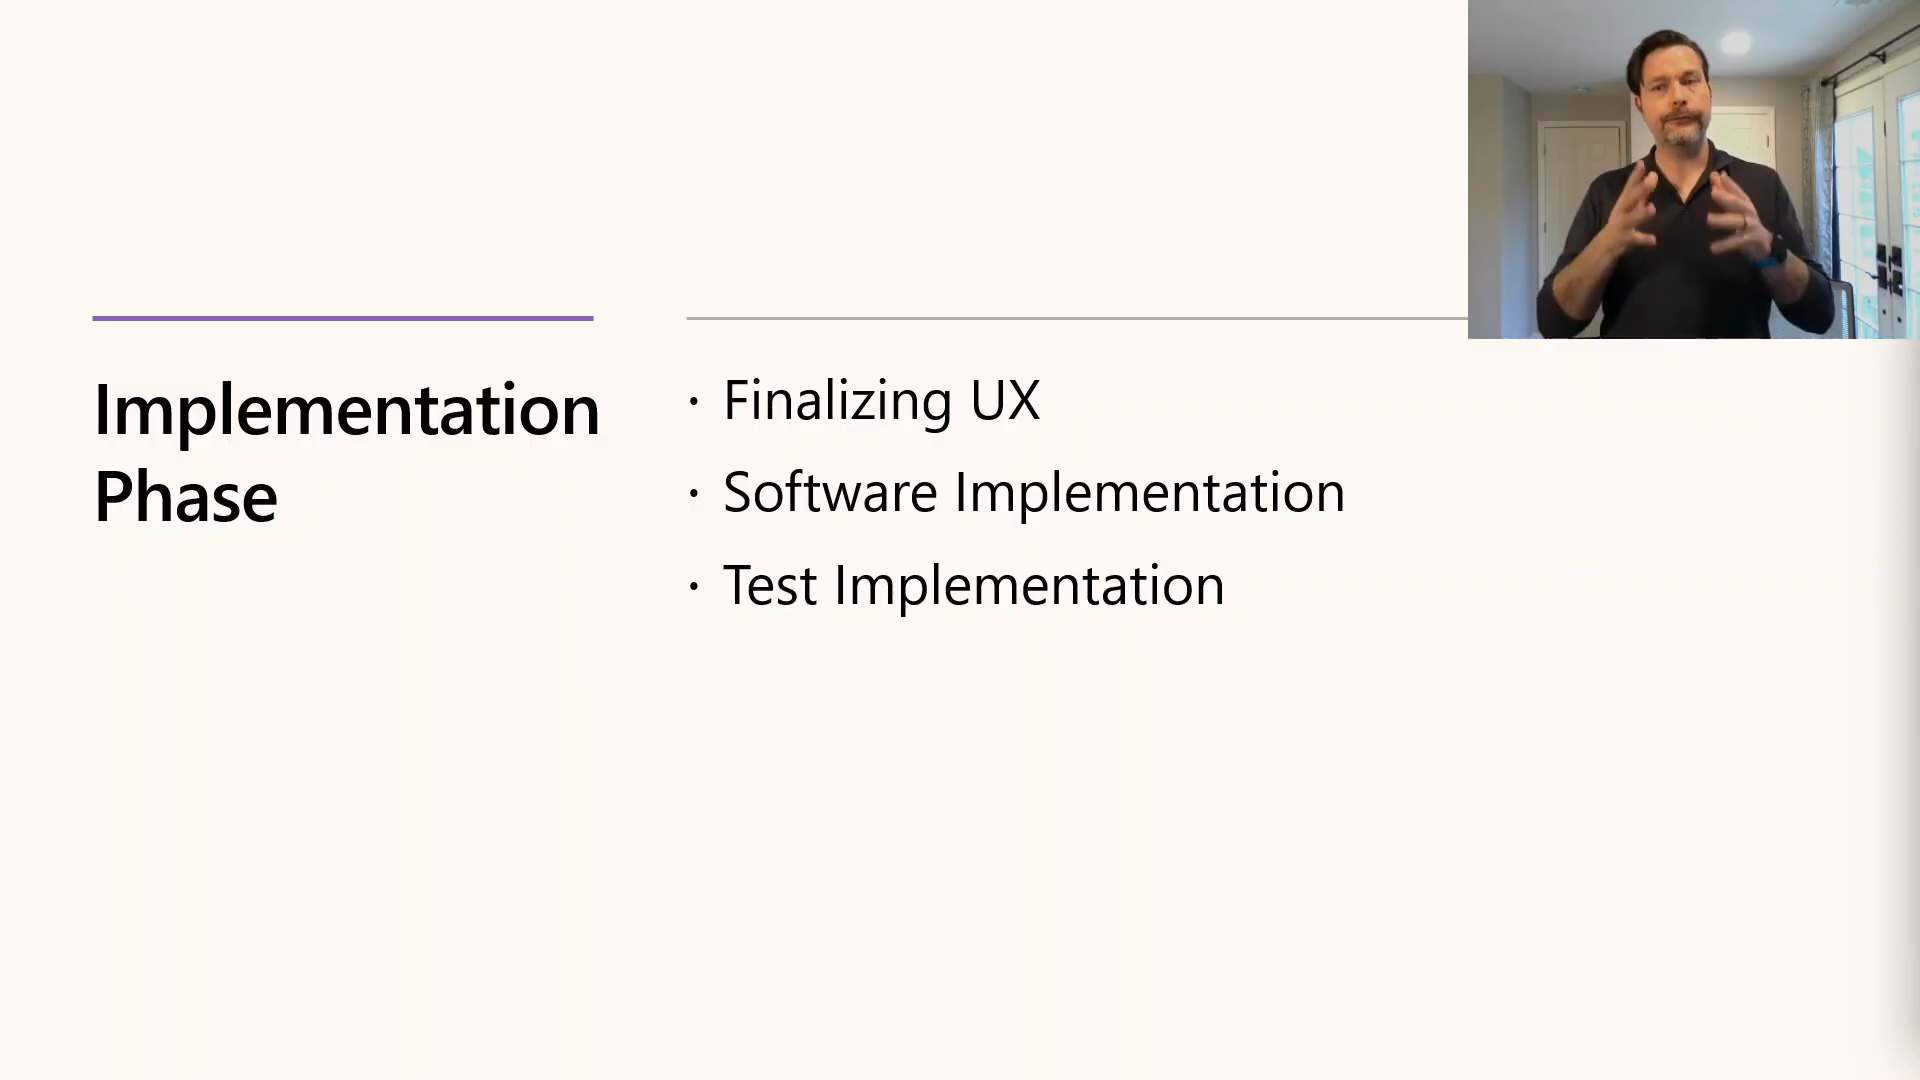 Implementation
Phase
· Finalizing UX
· Software Implementation
· Test Implementation